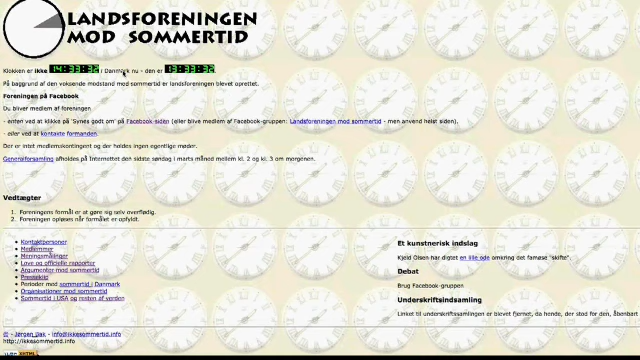 LANDSFORENINGEN
MOD SOMMERTID
Klokken er ikke 14:33:32 i Danmark nu - den er 13:33:32.
På baggrund af den voksende modstand mod sommertid er landsforeningen blevet oprettet.
Foreningen på Facebook
Du bliver medlem af foreningen
- enten ved at klikke på 'Synes godt om' på Facebook-siden (eller blive medlem af Facebook-gruppen: Landsforeningen mod sommertid - men anvend helst siden).
- eller ved at kontakte formanden.
Der er intet medlemskontingent og der holdes ingen egentlige møder.
Generalforsamling afholdes på Internettet den sidste søndag i marts måned mellem kl. 2 og kl. 3 om morgenen.
Vedtægter
1. Foreningens formål er at gøre sig selv overflødig.
2. Foreningen opløses når formålet er opfyldt.
Kontaktpersoner
Medlemmer
Meningsmålinger
Love og officielle rapporter
Argumenter mod sommertid
Presseklip
Perioder med sommertid i Danmark
Organisationer mod sommertid
Sommertid i USA og resten af verden
Et kunstnerisk indslag
Kjeld Olsen har digtet en lille ode omkring det famøse "skifte".
Debat
Brug Facebook-gruppen
Underskriftsindsamling
Linket til underskriftssamlingen er blevet fjernet, da hende, der stod for den, åbenbart
© - Jørgen Bak - info@ikkesommertid.info
http://ikkesommertid.info